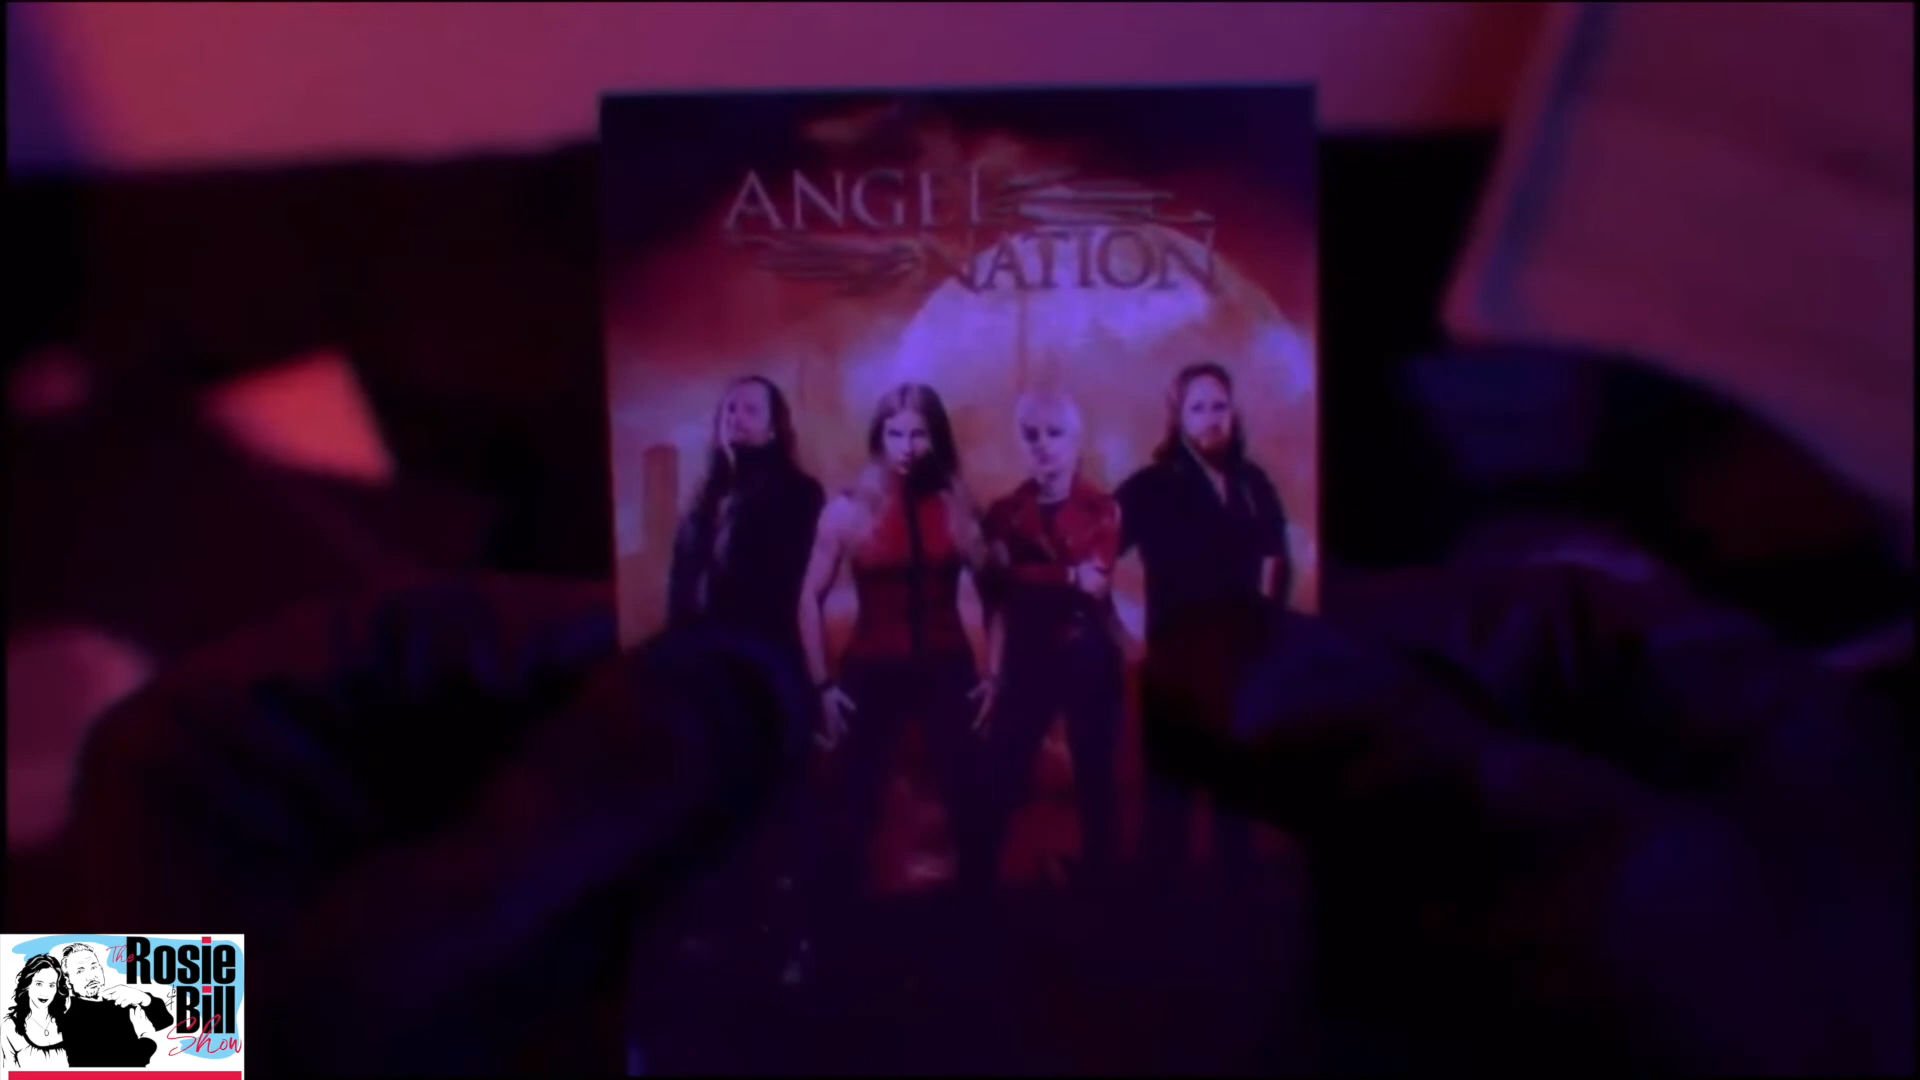 ANGEL
NATION
The Rosie
& Bill
Show